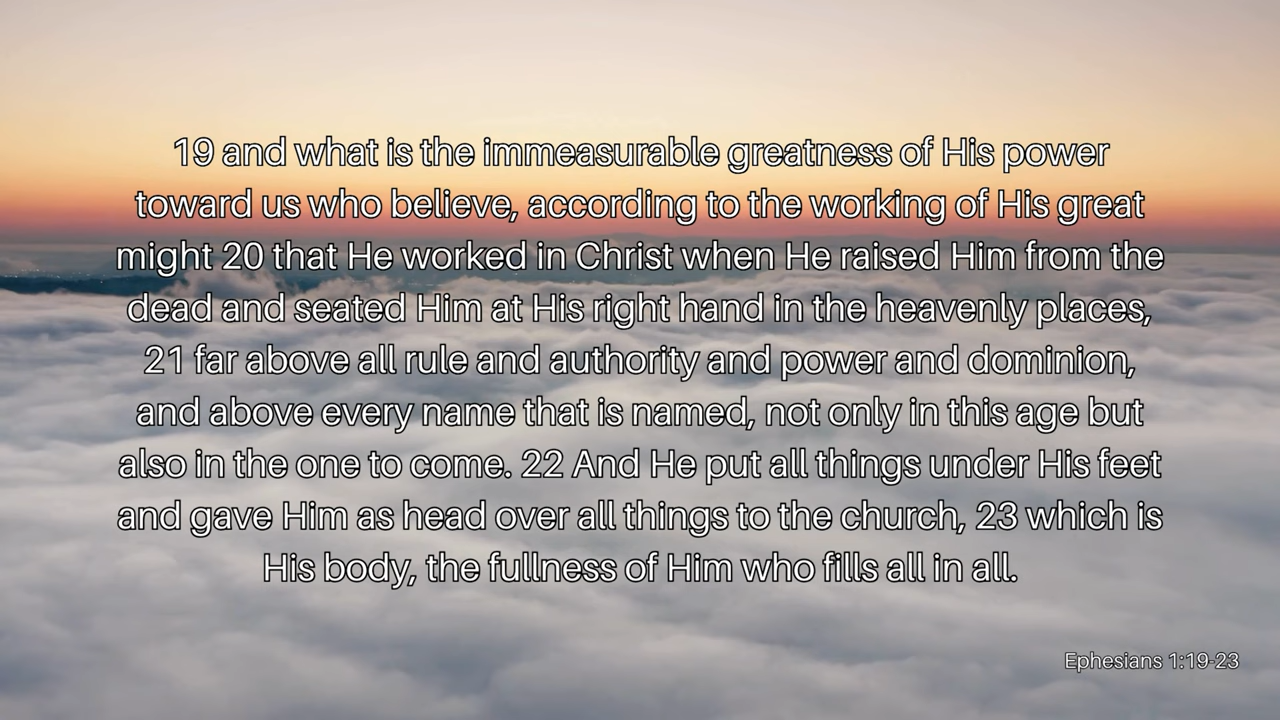 19 and what is the immeasurable greatness of His power
toward us who believe, according to the working of His great
might 20 that He worked in Christ when He raised Him from the
dead and seated Him at His right hand in the heavenly places,
21 far above all rule and authority and power and dominion,
and above every name that is named, not only in this age but
also in the one to come. 22 And He put all things under His feet
and gave Him as head over all things to the church, 23 which is
His body, the fullness of Him who fills all in all.
Ephesians 1:19-23